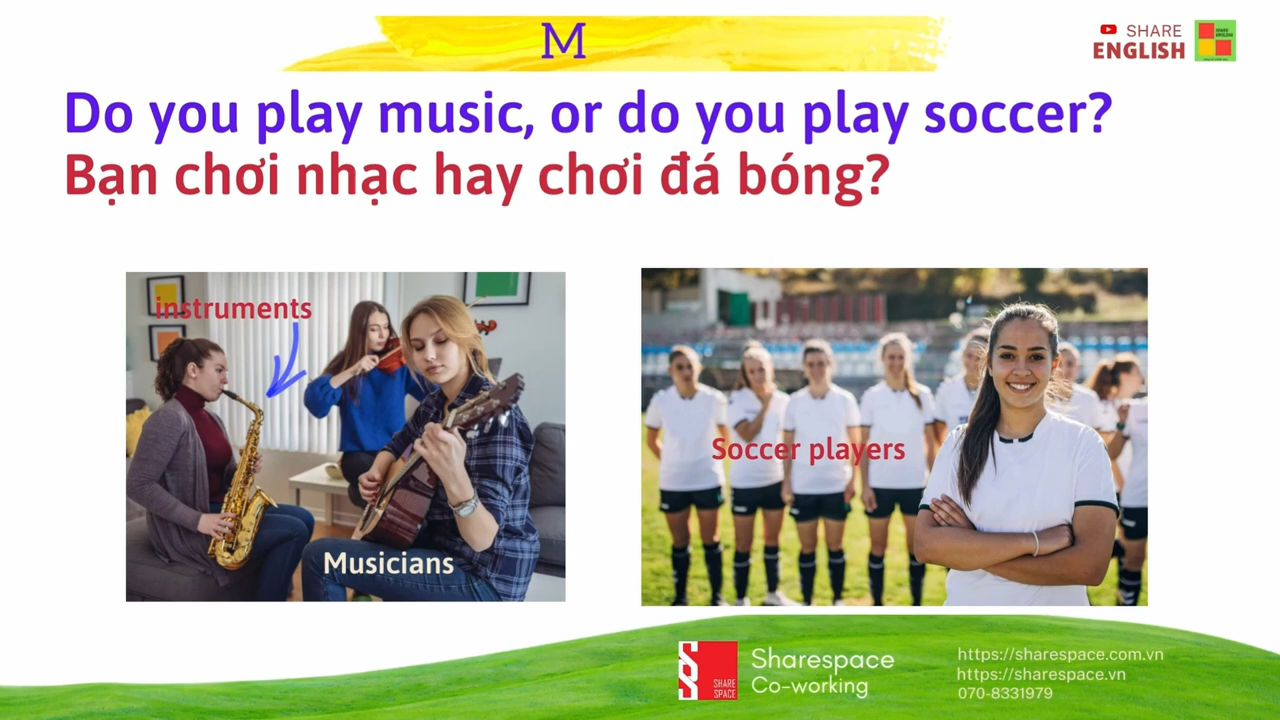 M
SHARE
ENGLISH
Do you play music, or do you play soccer?
Bạn chơi nhạc hay chơi đá bóng?
instruments
Musicians
Soccer players
SHARE
SPACE
Sharespace
Co-working
https://sharespace.com.vn
https://sharespace.vn
070-8331979